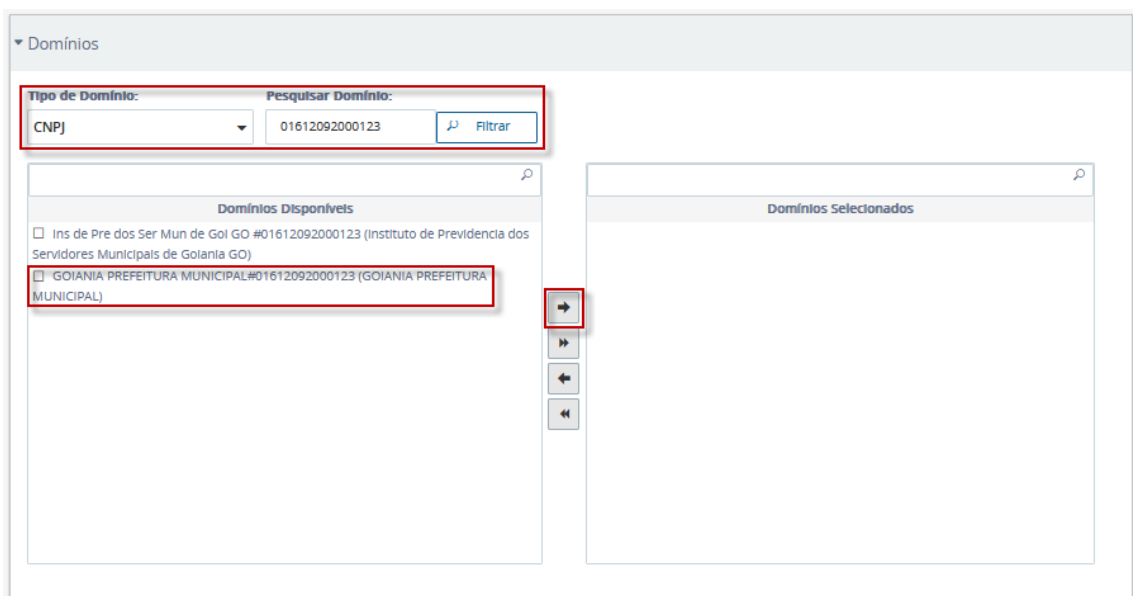 Domínios
Tipo de Domínio: Pesquisar Domínio:
CNPJ 01612092000123 Filtrar
Domínios Disponíveis Domínios Selecionados
Ins de Pre dos Ser Mun de Goi GO #01612092000123 (Instituto de Previdencia dos
Servidores Municipais de Goiania GO)
GOIANIA PREFEITURA MUNICIPAL#01612092000123 (GOIANIA PREFEITURA
MUNICIPAL)